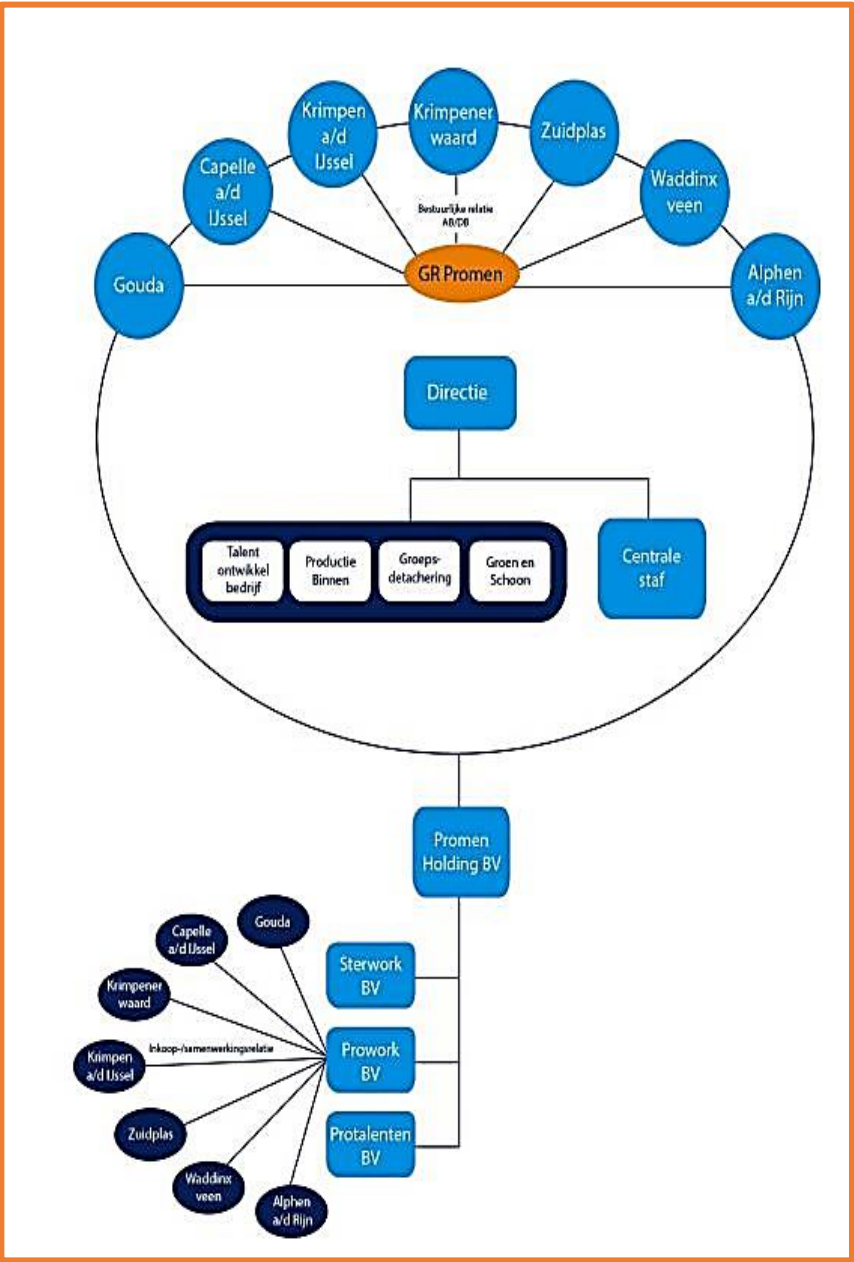 Krimpener
waard
Krimpen
a/d
IJssel
Zuidplas
Capelle
a/d
IJssel
Waddinx
veen
Bestuurlijke relatie
AB/DB
Gouda
GR Promen
Alphen
a/d Rijn
Directie
Talent
ontwikkel
bedrijf
Productie
Binnen
Groeps-
detachering
Groen en
Schoon
Centrale
staf
Promen
Holding BV
Gouda
Capelle
a/d IJssel
Krimpener
waard
Inkoop-/samenwerkingsrelatie
Krimpen
a/d IJssel
Zuidplas
Waddinx
veen
Alphen
a/d Rijn
Sterwork
BV
Prowork
BV
Protalenten
BV